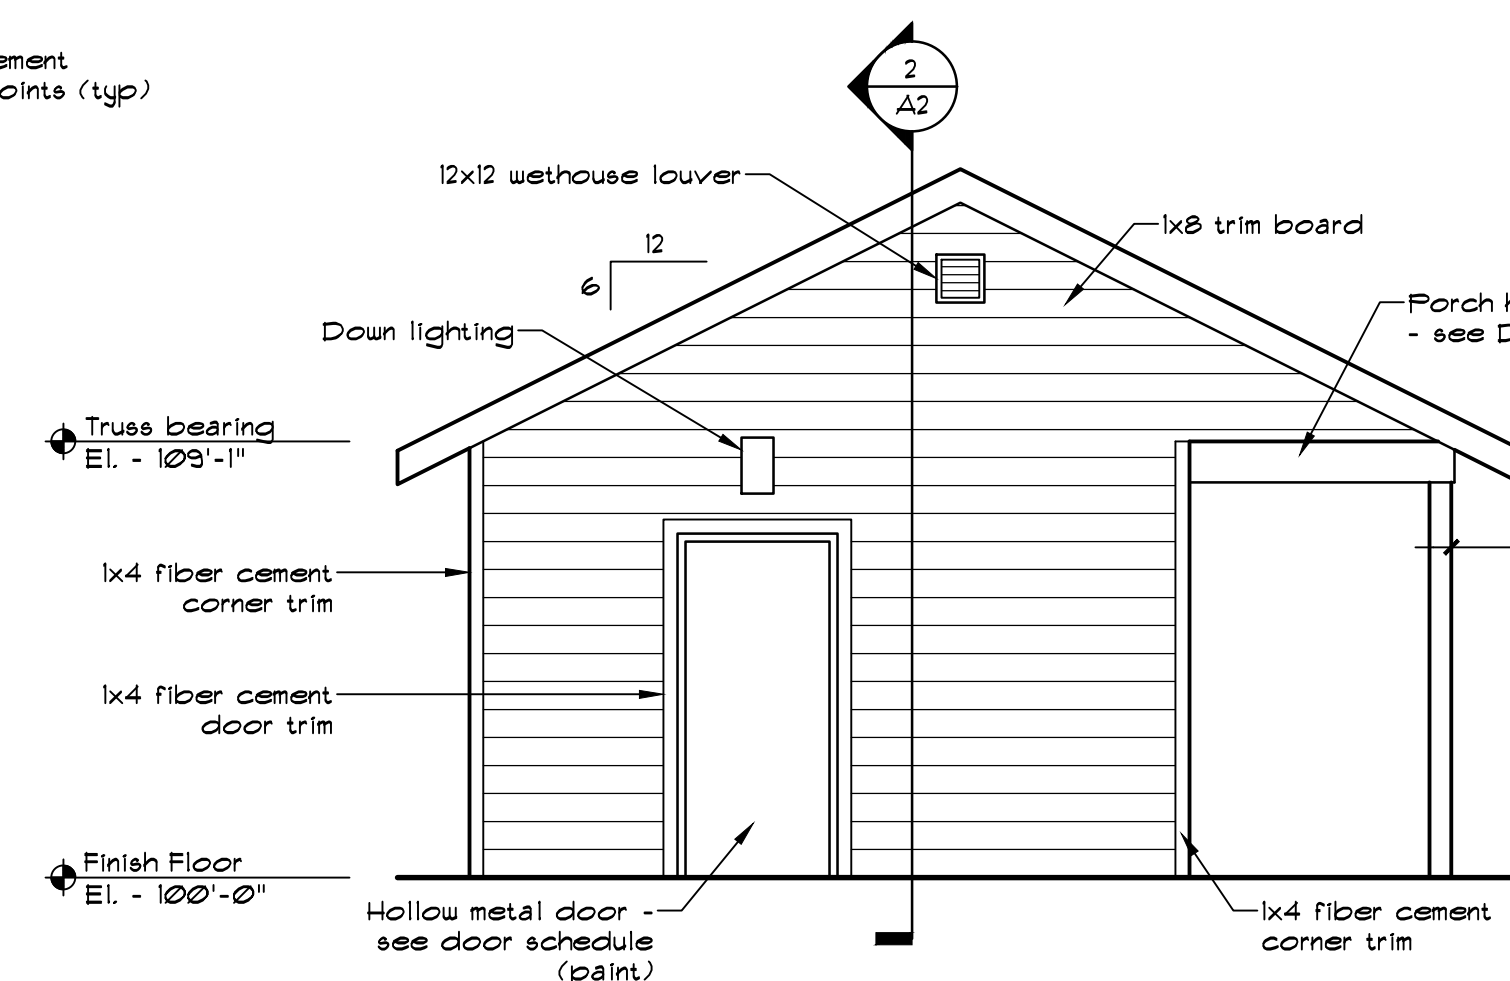 ement
oints (typ)
2
A2
12x12 wethouse louver
1x8 trim board
12
6
Porch
- see D
Down lighting
Truss bearing
El. - 109'-1"
1x4 fiber cement
corner trim
1x4 fiber cement
door trim
Finish Floor
El. - 100'-0"
Hollow metal door -
see door schedule
(paint)
1x4 fiber cement
corner trim